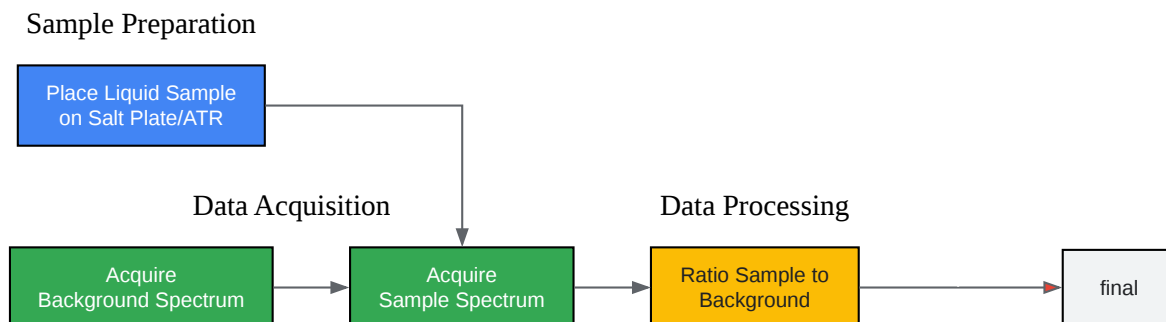 Sample Preparation
Place Liquid Sample
on Salt Plate/ATR
Data Acquisition
Data Processing
Acquire
Background Spectrum
Acquire
Sample Spectrum
Ratio Sample to
Background
final